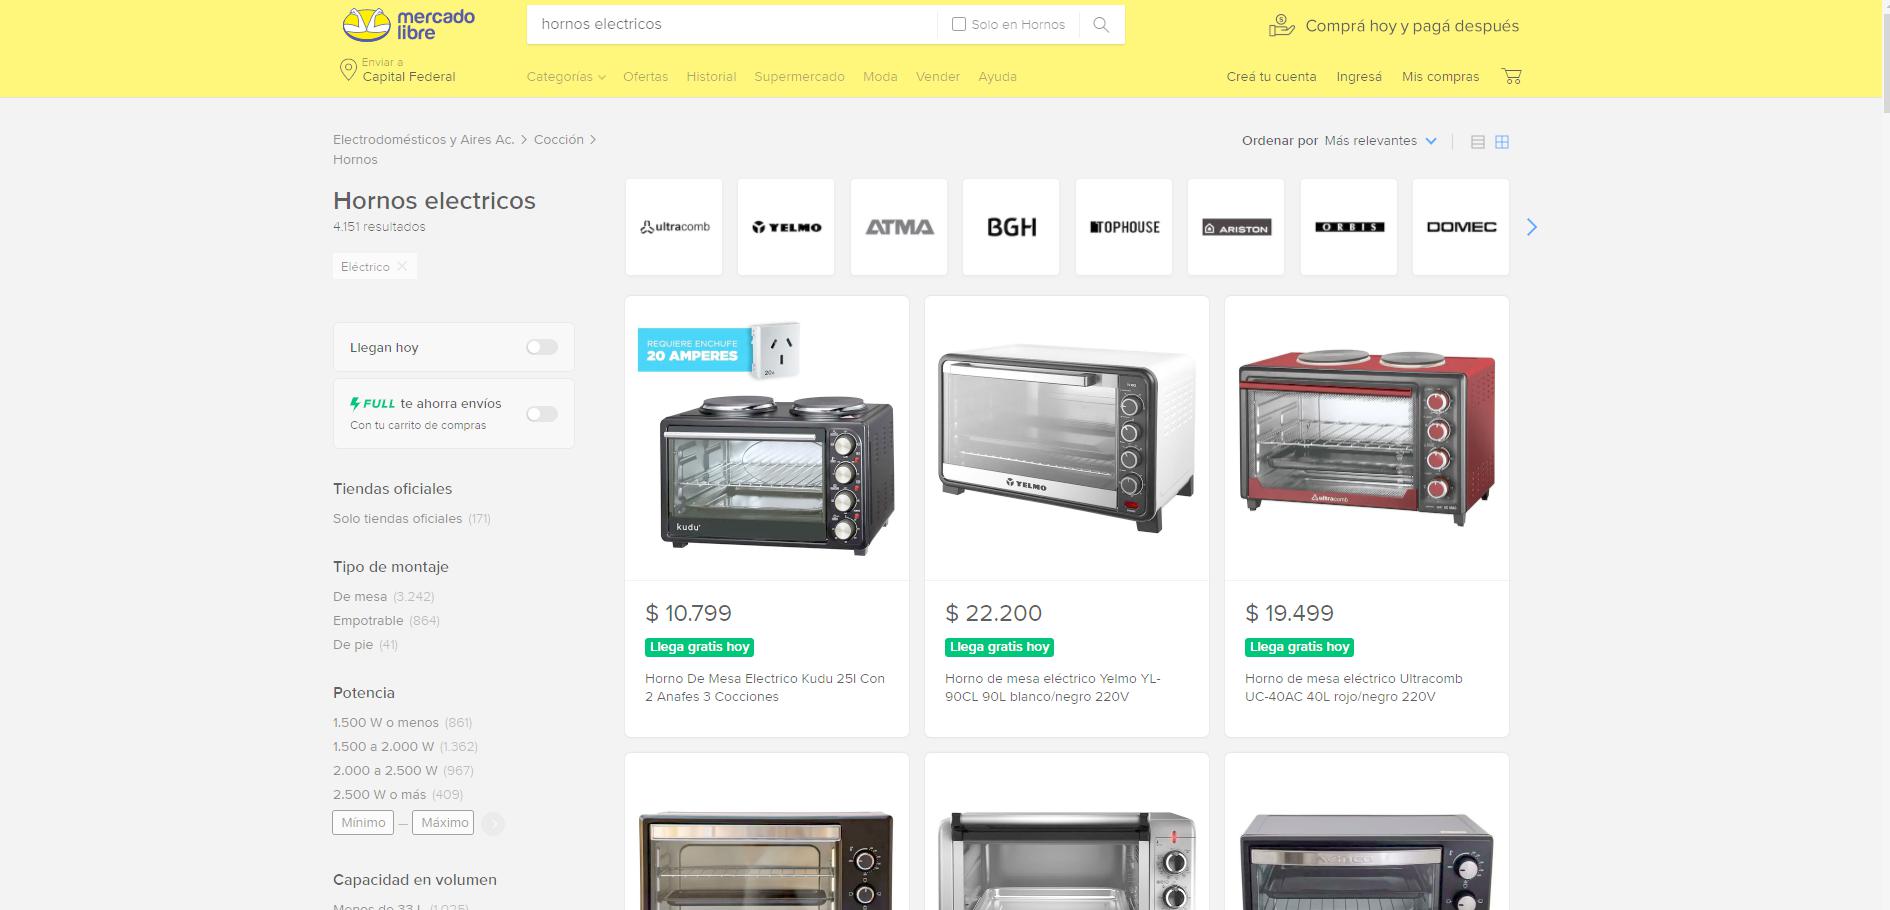 mercado
libre
hornos electricos
Solo en Hornos
Comprá hoy y pagá después
Enviar a
Capital Federal
Categorías
Ofertas
Historial
Supermercado
Moda
Vender
Ayuda
Creá tu cuenta
Ingresá
Mis compras
Electrodomésticos y Aires Ac. > Cocción >
Hornos
Ordenar por Más relevantes
Hornos electricos
4.151 resultados
Eléctrico
ultracomb
YELMO
ATMA
BGH
TOPHOUSE
ARISTON
ORBIS
DOMEC
Llegan hoy
FULL te ahorra envíos
Con tu carrito de compras
Tiendas oficiales
Solo tiendas oficiales (171)
Tipo de montaje
De mesa (3.242)
Empotrable (864)
De pie (41)
Potencia
1.500 W o menos (861)
1.500 a 2.000 W (1.362)
2.000 a 2.500 W (967)
2.500 W o más (409)
Mínimo — Máximo
Capacidad en volumen
Menos de 33 L (1.025)
REQUIERE ENCHUFE
20 AMPERES
20A
kudu
$ 10.799
Llega gratis hoy
Horno De Mesa Electrico Kudu 25l Con
2 Anafes 3 Cocciones
YELMO
$ 22.200
Llega gratis hoy
Horno de mesa eléctrico Yelmo YL-
90CL 90L blanco/negro 220V
ultracomb
$ 19.499
Llega gratis hoy
Horno de mesa eléctrico Ultracomb
UC-40AC 40L rojo/negro 220V